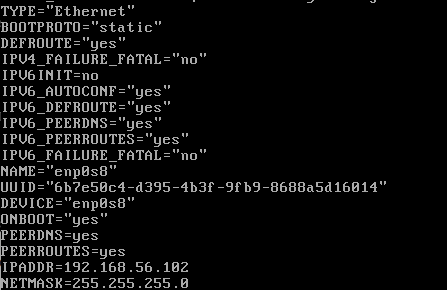 TYPE="Ethernet"
BOOTPROTO="static"
DEFROUTE="yes"
IPV4_FAILURE_FATAL="no"
IPV6INIT=no
IPV6_AUTOCONF="yes"
IPV6_DEFROUTE="yes"
IPV6_PEERDNS="yes"
IPV6_PEERROUTES="yes"
IPV6_FAILURE_FATAL="no"
NAME="enp0s8"
UUID="6b7e50c4-d395-4b3f-9fb9-8688a5d16014"
DEVICE="enp0s8"
ONBOOT="yes"
PEERDNS=yes
PEERROUTES=yes
IPADDR=192.168.56.102
NETMASK=255.255.255.0